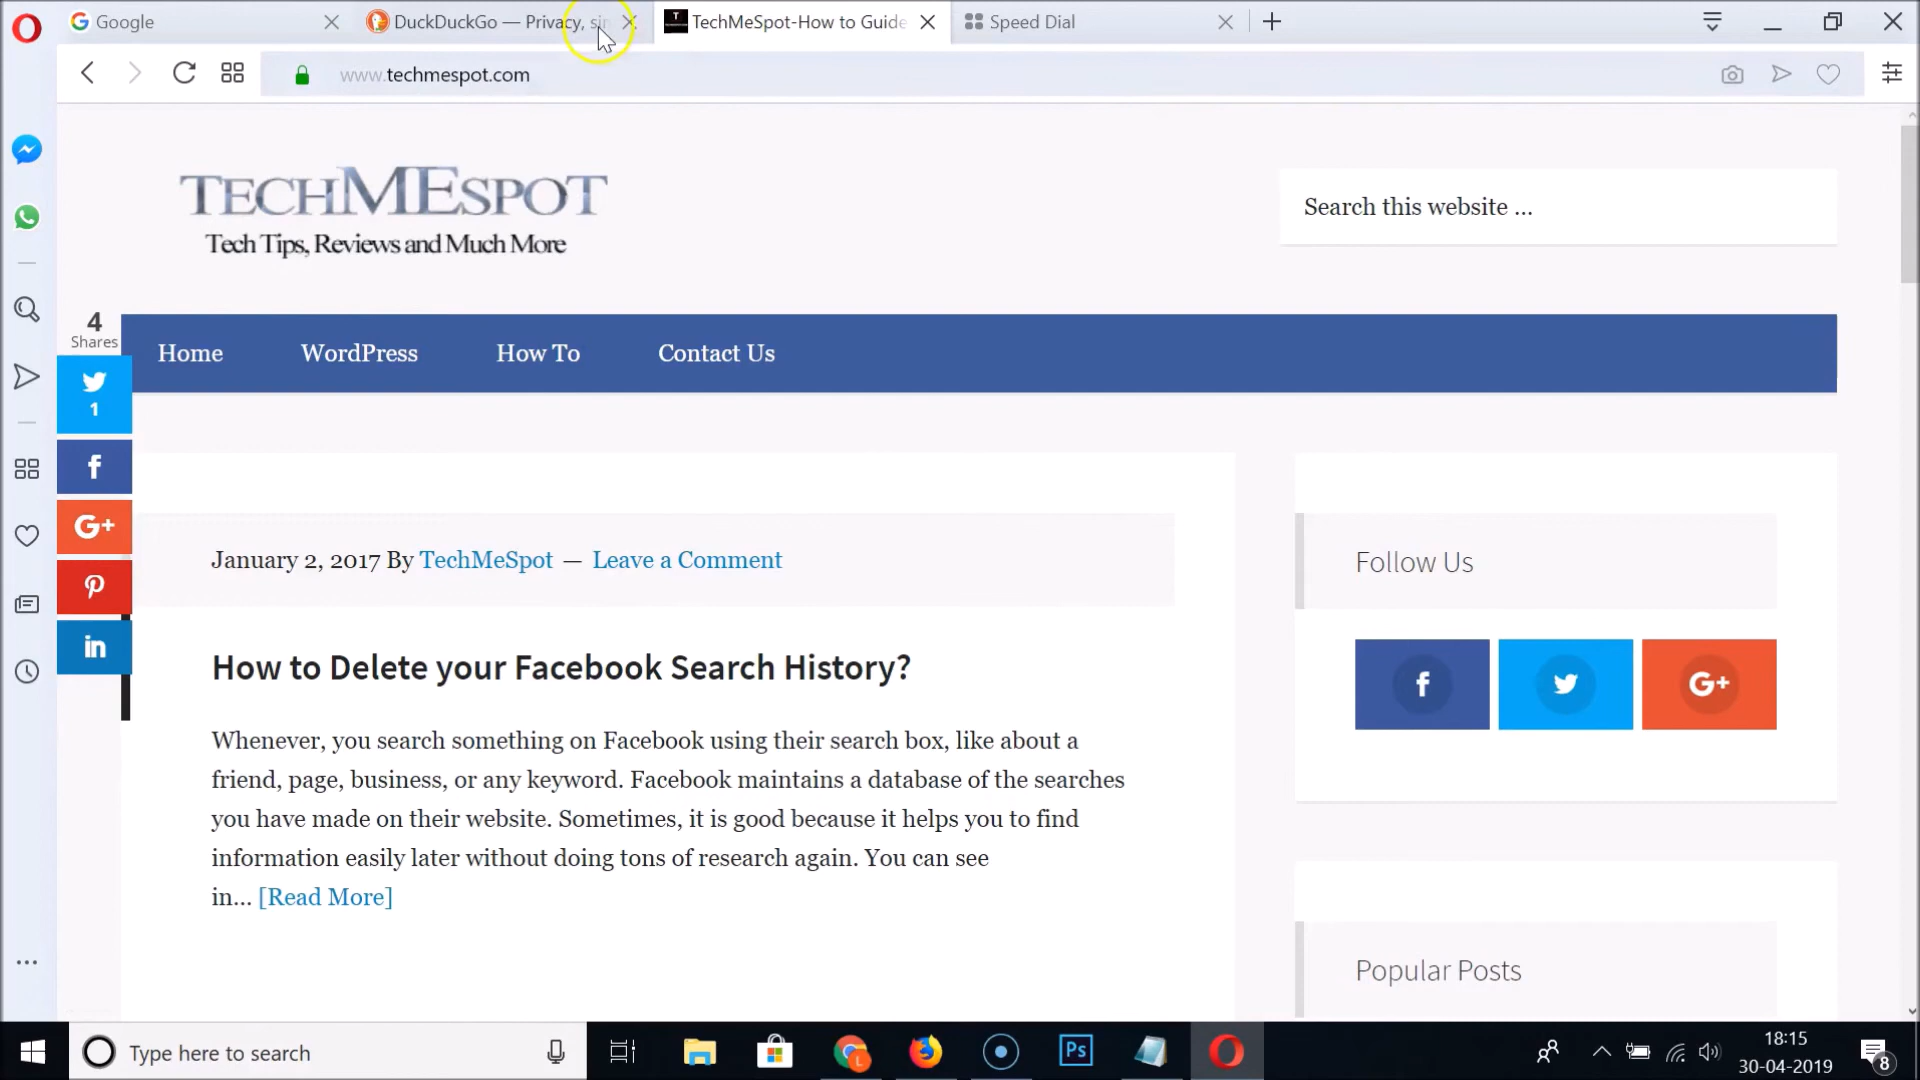 Google
DuckDuckGo — Privacy, sim
TechMeSpot-How to Guide
Speed Dial
www.techmespot.com
TECHMESPOT
Tech Tips, Reviews and Much More
Search this website ...
4
Shares
Home
WordPress
How To
Contact Us
1
f
G+
in
January 2, 2017 By TechMeSpot — Leave a Comment
How to Delete your Facebook Search History?
Whenever, you search something on Facebook using their search box, like about a
friend, page, business, or any keyword. Facebook maintains a database of the searches
you have made on their website. Sometimes, it is good because it helps you to find
information easily later without doing tons of research again. You can see
in... [Read More]
Follow Us
f
G+
Popular Posts
Type here to search
L
Ps
18:15
30-04-2019
8